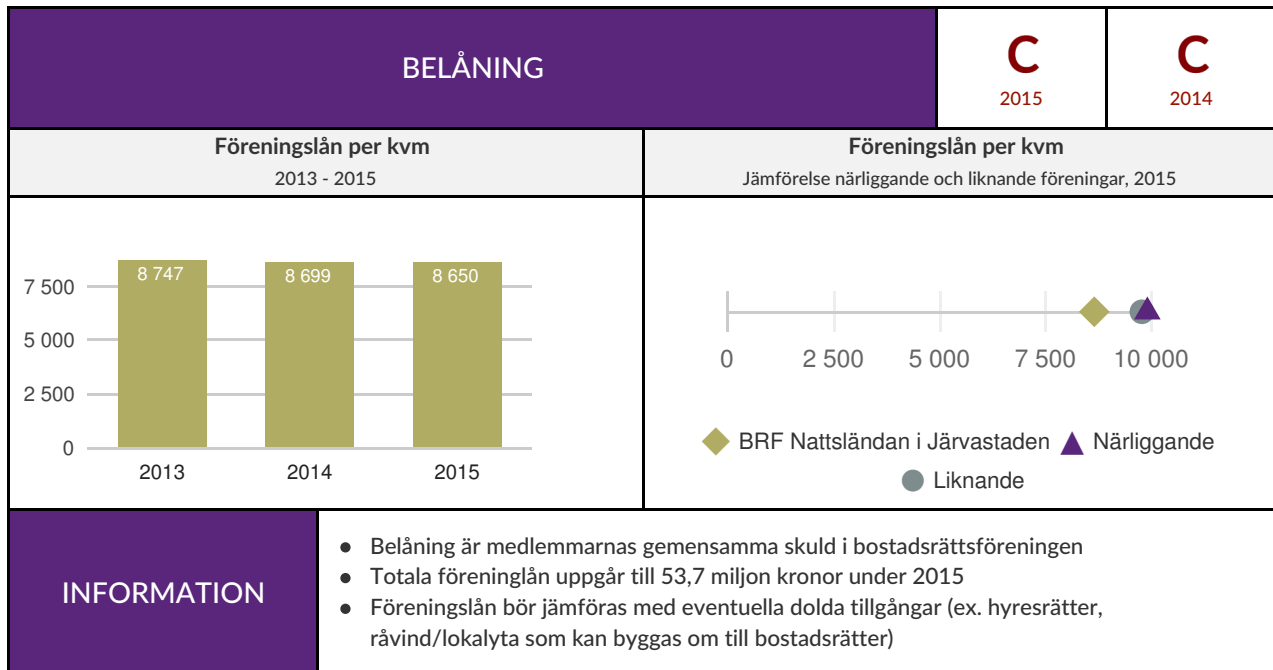 BELÅNING
C
2015
C
2014
Föreningslån per kvm
2013 - 2015
Föreningslån per kvm
Jämförelse närliggande och liknande föreningar, 2015
8 747
8 699
8 650
7 500
5 000
2 500
0
2013
2014
2015
0
2 500
5 000
7 500
10 000
BRF Nattsländan i Järvastaden
Närliggande
Liknande
INFORMATION
● Belåning är medlemmarnas gemensamma skuld i bostadsrättsföreningen
● Totala föreninglån uppgår till 53,7 miljon kronor under 2015
● Föreningslån bör jämföras med eventuella dolda tillgångar (ex. hyresrätter,
råvind/lokalyta som kan byggas om till bostadsrätter)